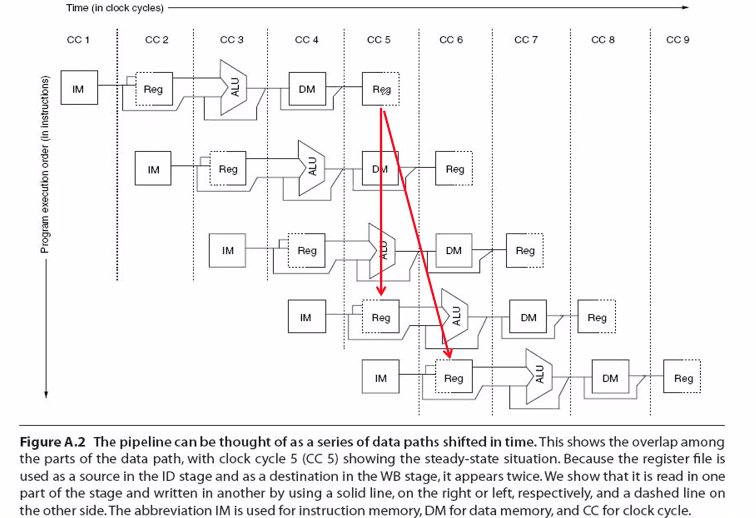 Time (in clock cycles)
CC 1 CC 2 CC 3 CC 4 CC 5 CC 6 CC 7 CC 8 CC 9
Program execution order (in instructions)
IM Reg ALU DM Reg
IM Reg ALU DM Reg
IM Reg ALU DM Reg
IM Reg ALU DM Reg
IM Reg ALU DM Reg
Figure A.2 The pipeline can be thought of as a series of data paths shifted in time. This shows the overlap among
the parts of the data path, with clock cycle 5 (CC 5) showing the steady-state situation. Because the register file is
used as a source in the ID stage and as a destination in the WB stage, it appears twice. We show that it is read in one
part of the stage and written in another by using a solid line, on the right or left, respectively, and a dashed line on
the other side. The abbreviation IM is used for instruction memory, DM for data memory, and CC for clock cycle.